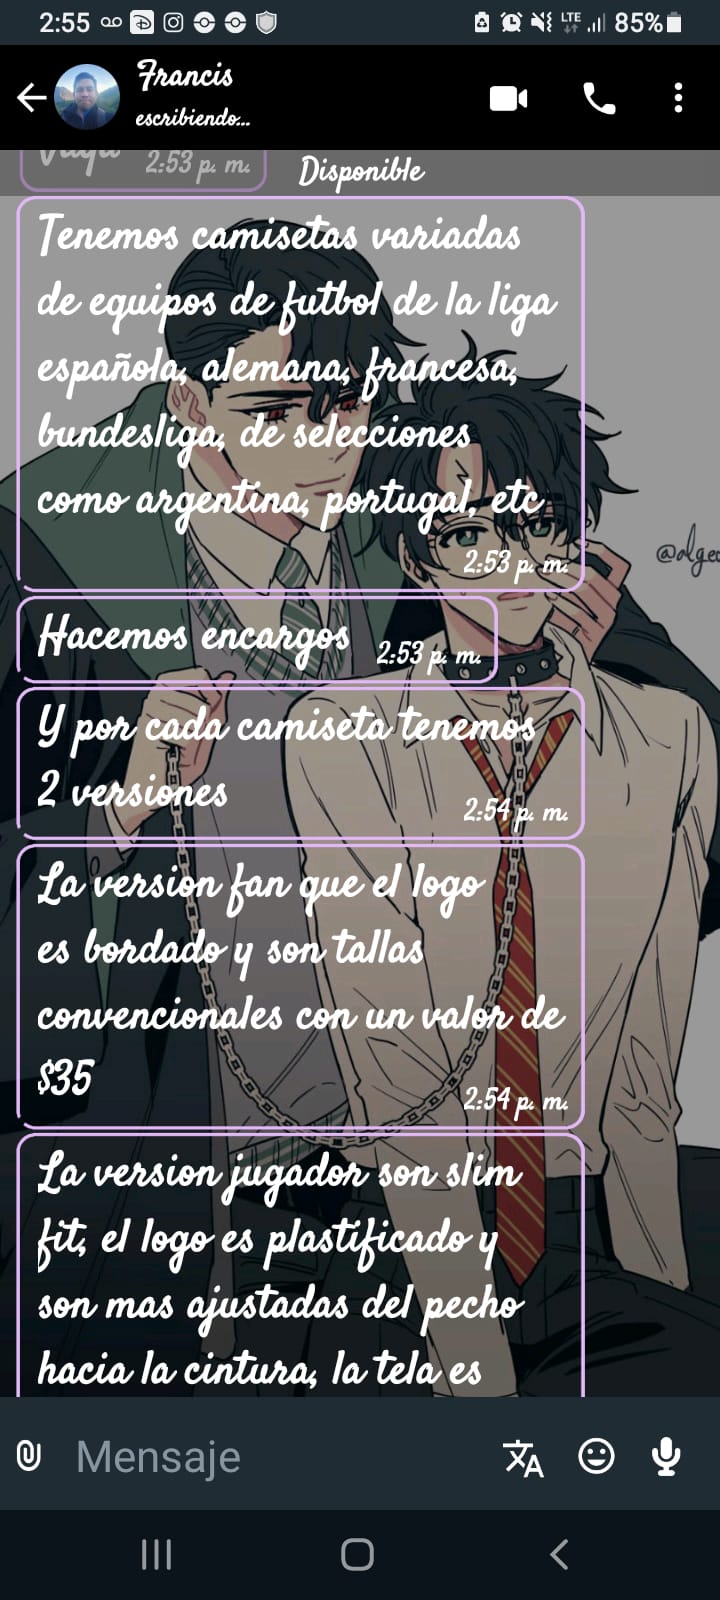 2:55
LTE
85%
Francis
escribiendo...
2:53 p. m.
Disponible
Tenemos camisetas variadas
de equipos de futbol de la liga
española, alemana, francesa,
bundesliga, de selecciones
como argentina, portugal, etc
2:53 p. m.
Hacemos encargos 2:53 p. m.
Y por cada camiseta tenemos
2 versiones
2:54 p. m.
La version fan que el logo
es bordado y son tallas
convencionales con un valor de
$35
2:54 p. m.
La version jugador son slim
fit, el logo es plastificado y
son mas ajustadas del pecho
hacia la cintura, la tela es
Mensaje